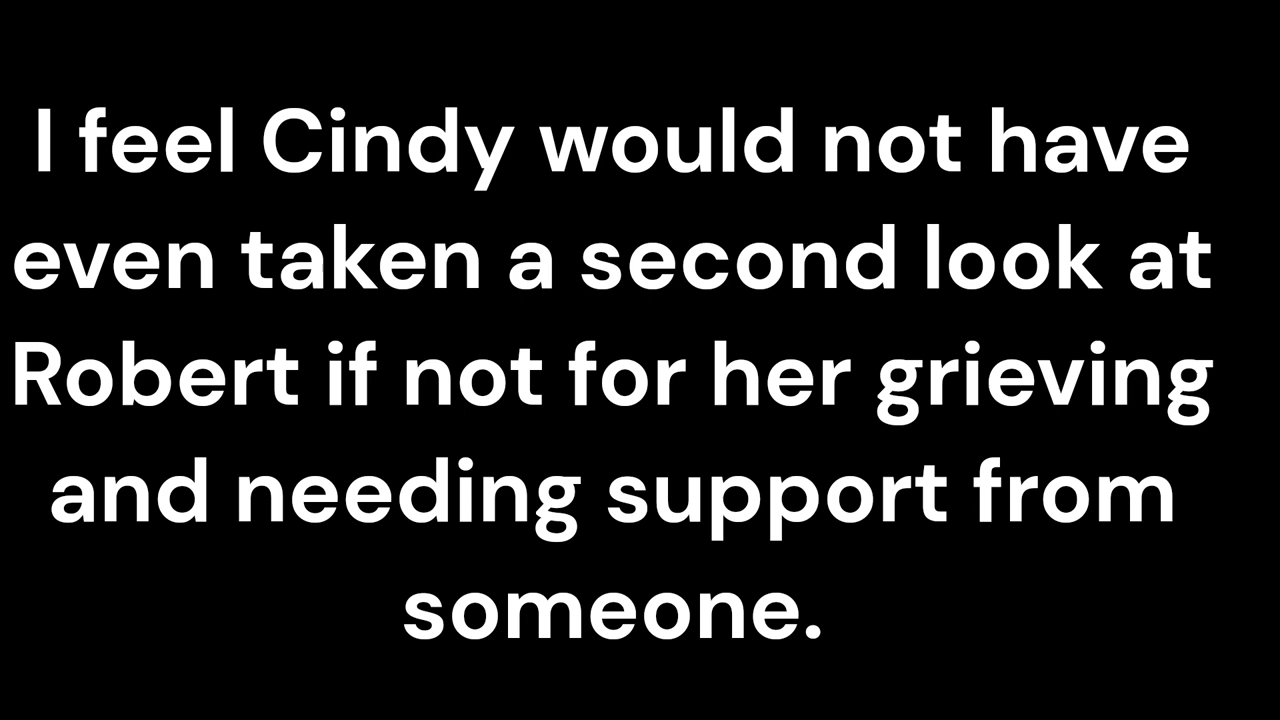 I feel Cindy would not have
even taken a second look at
Robert if not for her grieving
and needing support from
someone.